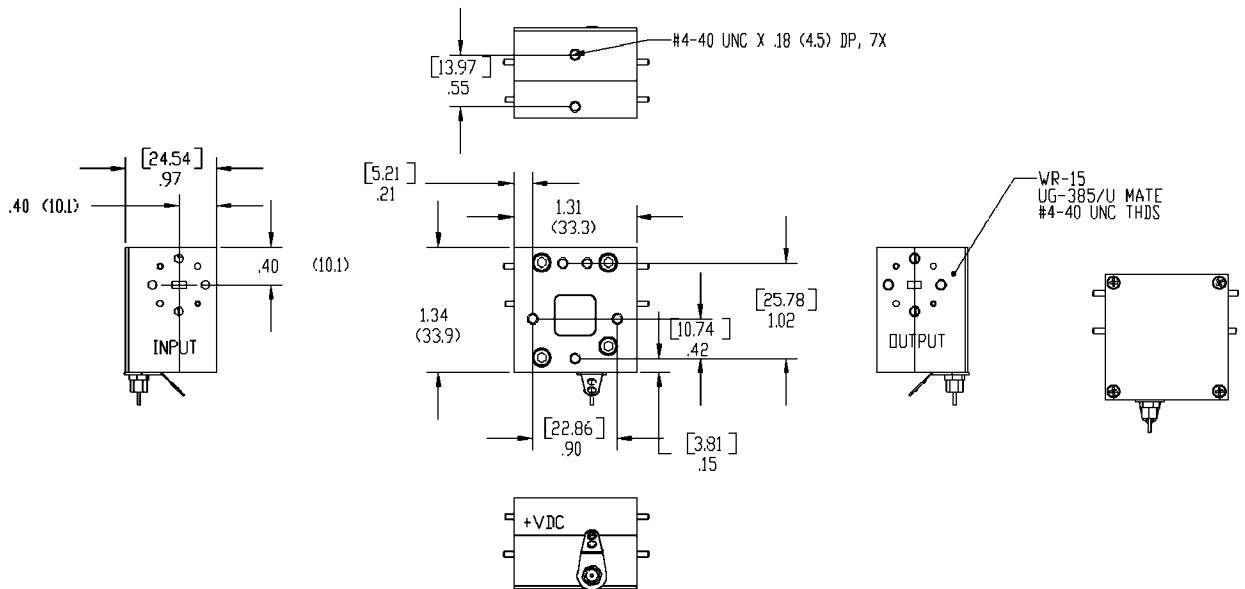 #4-40 UNC X .18 (4.5) DP, 7X
[13.97]
.55
[24.54]
.97
.40 (10.1)
.40 (10.1)
INPUT
[5.21]
.21
1.31
(33.3)
1.34
(33.9)
[10.74]
.42
[25.78]
1.02
[22.86]
.90
[3.81]
.15
WR-15
UG-385/U MATE
#4-40 UNC THDS
OUTPUT
+VDC